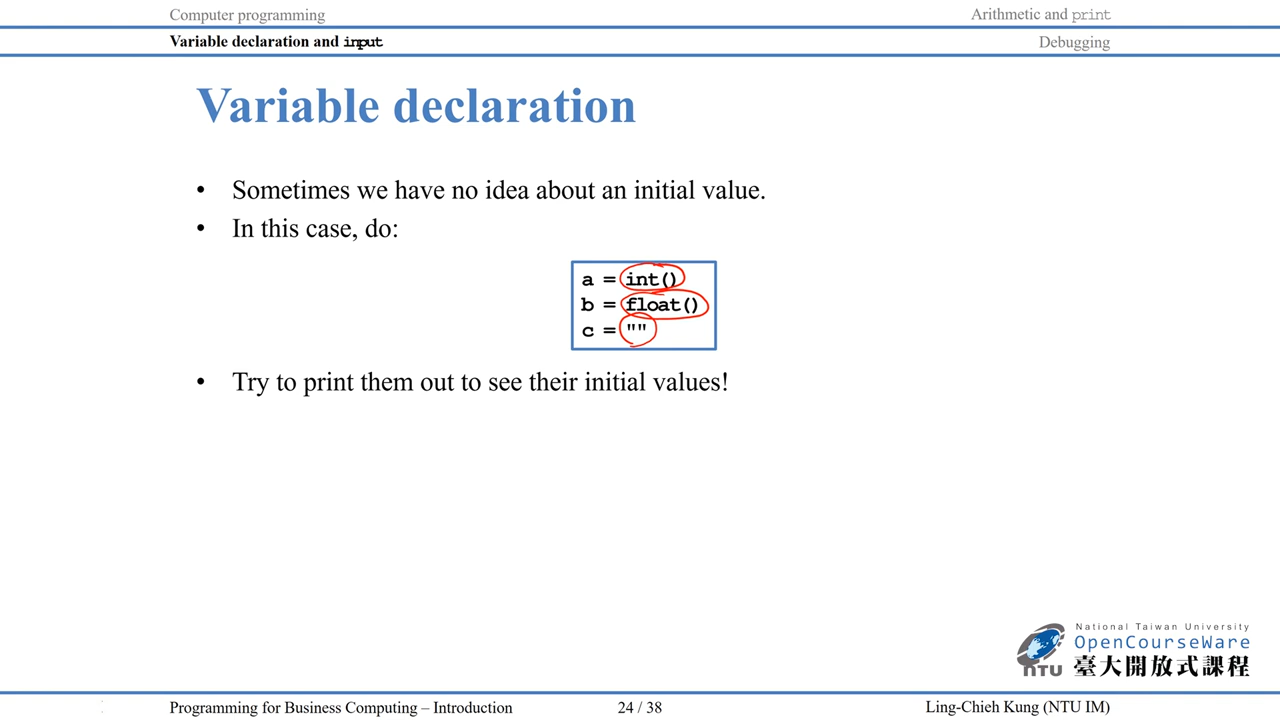 Computer programming
Arithmetic and print
Variable declaration and input
Debugging
Variable declaration
• Sometimes we have no idea about an initial value.
• In this case, do:
a = int()
b = float()
c = ""
• Try to print them out to see their initial values!
National Taiwan University
OpenCourseWare
NTU 臺大開放式課程
Programming for Business Computing – Introduction
24 / 38
Ling-Chieh Kung (NTU IM)